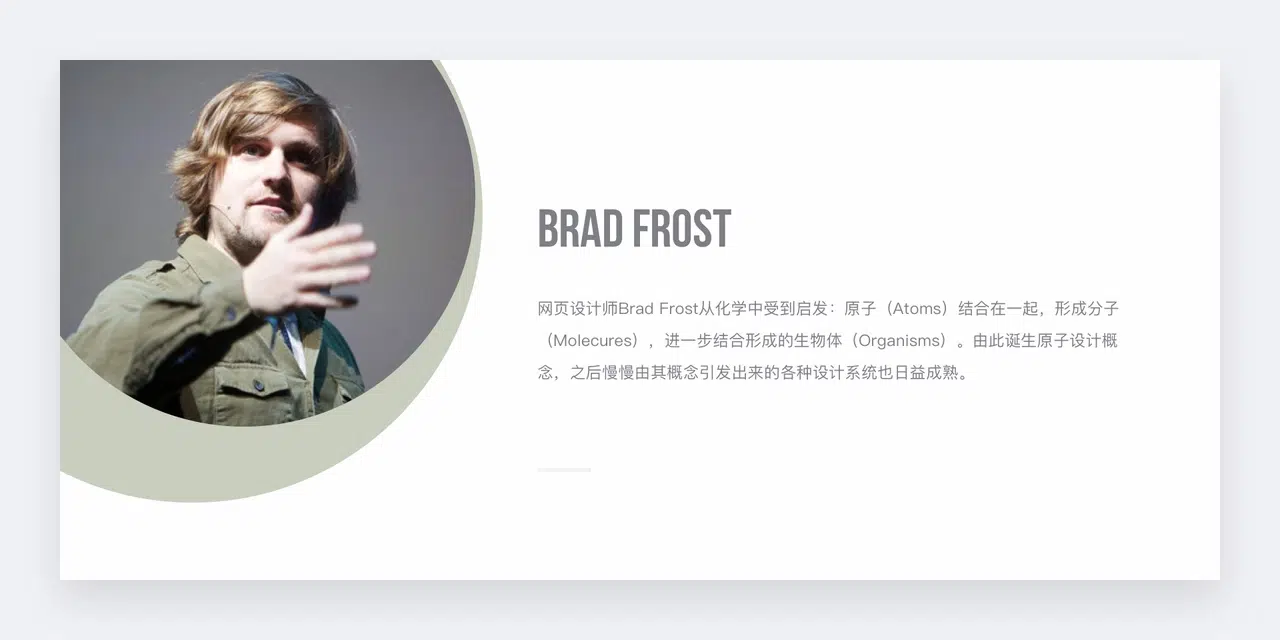 BRAD FROST
网页设计师Brad Frost从化学中受到启发：原子（Atoms）结合在一起，形成分子
（Molecures），进一步结合形成的生物体（Organisms）。由此诞生原子设计概
念，之后慢慢由其概念引发出来的各种设计系统也日益成熟。